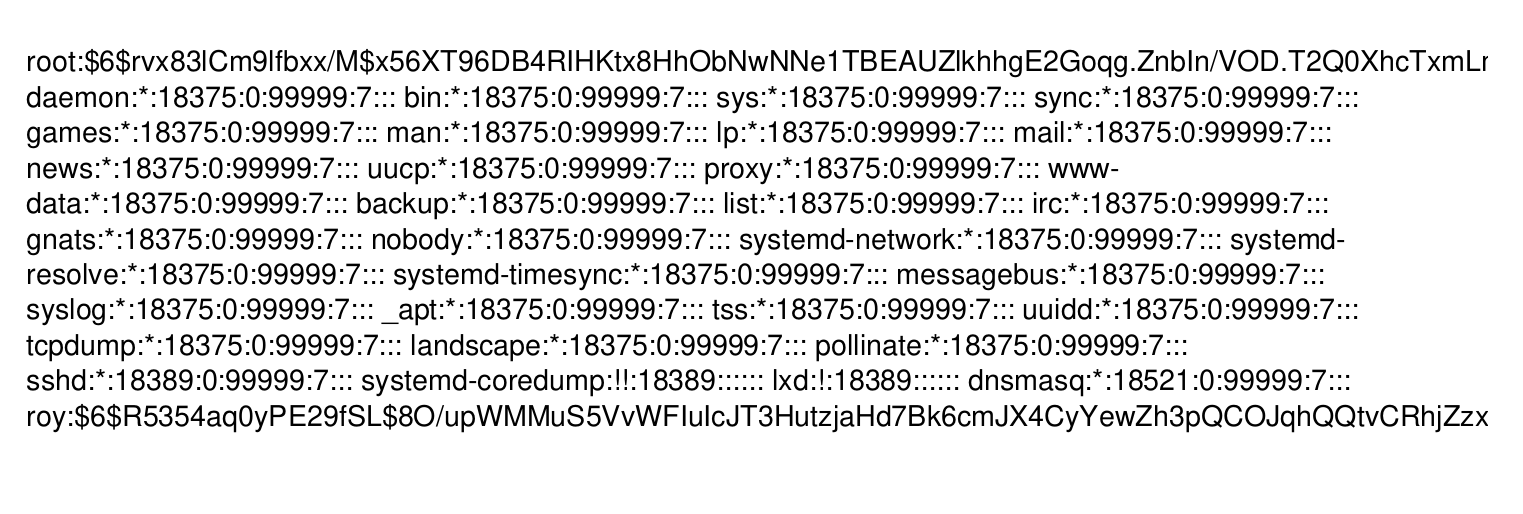 root:$6$rvx83lCm9lfbxx/M$x56XT96DB4RlHKtx8HhObNwNNe1TBEAUZlkhhgE2Goqg.ZnbIn/VOD.T2Q0XhcTxmLr
daemon:*:18375:0:99999:7::: bin:*:18375:0:99999:7::: sys:*:18375:0:99999:7::: sync:*:18375:0:99999:7:::
games:*:18375:0:99999:7::: man:*:18375:0:99999:7::: lp:*:18375:0:99999:7::: mail:*:18375:0:99999:7:::
news:*:18375:0:99999:7::: uucp:*:18375:0:99999:7::: proxy:*:18375:0:99999:7::: www-
data:*:18375:0:99999:7::: backup:*:18375:0:99999:7::: list:*:18375:0:99999:7::: irc:*:18375:0:99999:7:::
gnats:*:18375:0:99999:7::: nobody:*:18375:0:99999:7::: systemd-network:*:18375:0:99999:7::: systemd-
resolve:*:18375:0:99999:7::: systemd-timesync:*:18375:0:99999:7::: messagebus:*:18375:0:99999:7:::
syslog:*:18375:0:99999:7::: _apt:*:18375:0:99999:7::: tss:*:18375:0:99999:7::: uuidd:*:18375:0:99999:7:::
tcpdump:*:18375:0:99999:7::: landscape:*:18375:0:99999:7::: pollinate:*:18375:0:99999:7:::
sshd:*:18389:0:99999:7::: systemd-coredump:!!:18389:::::: lxd:!:18389:::::: dnsmasq:*:18521:0:99999:7:::
roy:$6$R5354aq0yPE29fSL$8O/upWMMuS5VvWFIuIcJT3HutzjaHd7Bk6cmJX4CyYewZh3pQCOJqhQQtvCRhjZzx